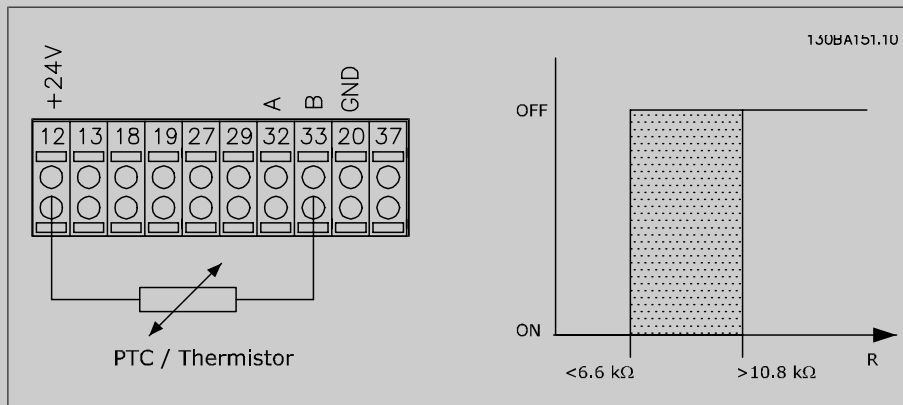 130BA151.10
+24V
A
B
GND
12 13 18 19 27 29 32 33 20 37
PTC / Thermistor
OFF
ON
<6.6 kΩ
>10.8 kΩ
R